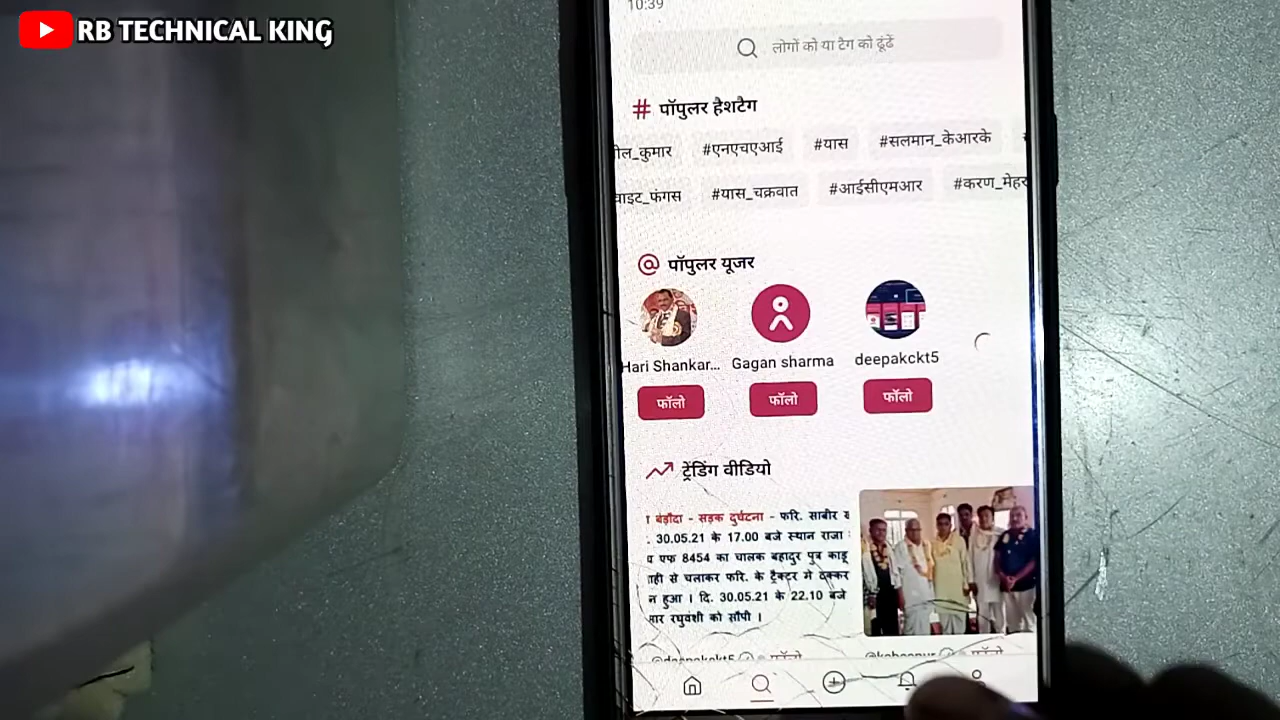 RB TECHNICAL KING
10:39
लोगों को या टैग को ढूंढें
# पॉपुलर हैशटैग
#एनएचएआई #यास #सलमान_केआरके
#यास_चक्रवात #आईसीएमआर #करण_मेहर
@ पॉपुलर यूजर
Hari Shankar... Gagan sharma deepakckt5
फॉलो फॉलो फॉलो
ट्रेंडिंग वीडियो
बड़ौदा - सड़क दुर्घटना - फरि. साबीर
30.05.21 के 17.00 बजे स्थान राजा
एफ 8454 का चालक बहादुर पुत्र काडू
से चलाकर फरि. के ट्रैक्टर मे टक्कर
न हुआ । दि. 30.05.21 के 22.10 बजे
रघुवंशी को सौंपी ।